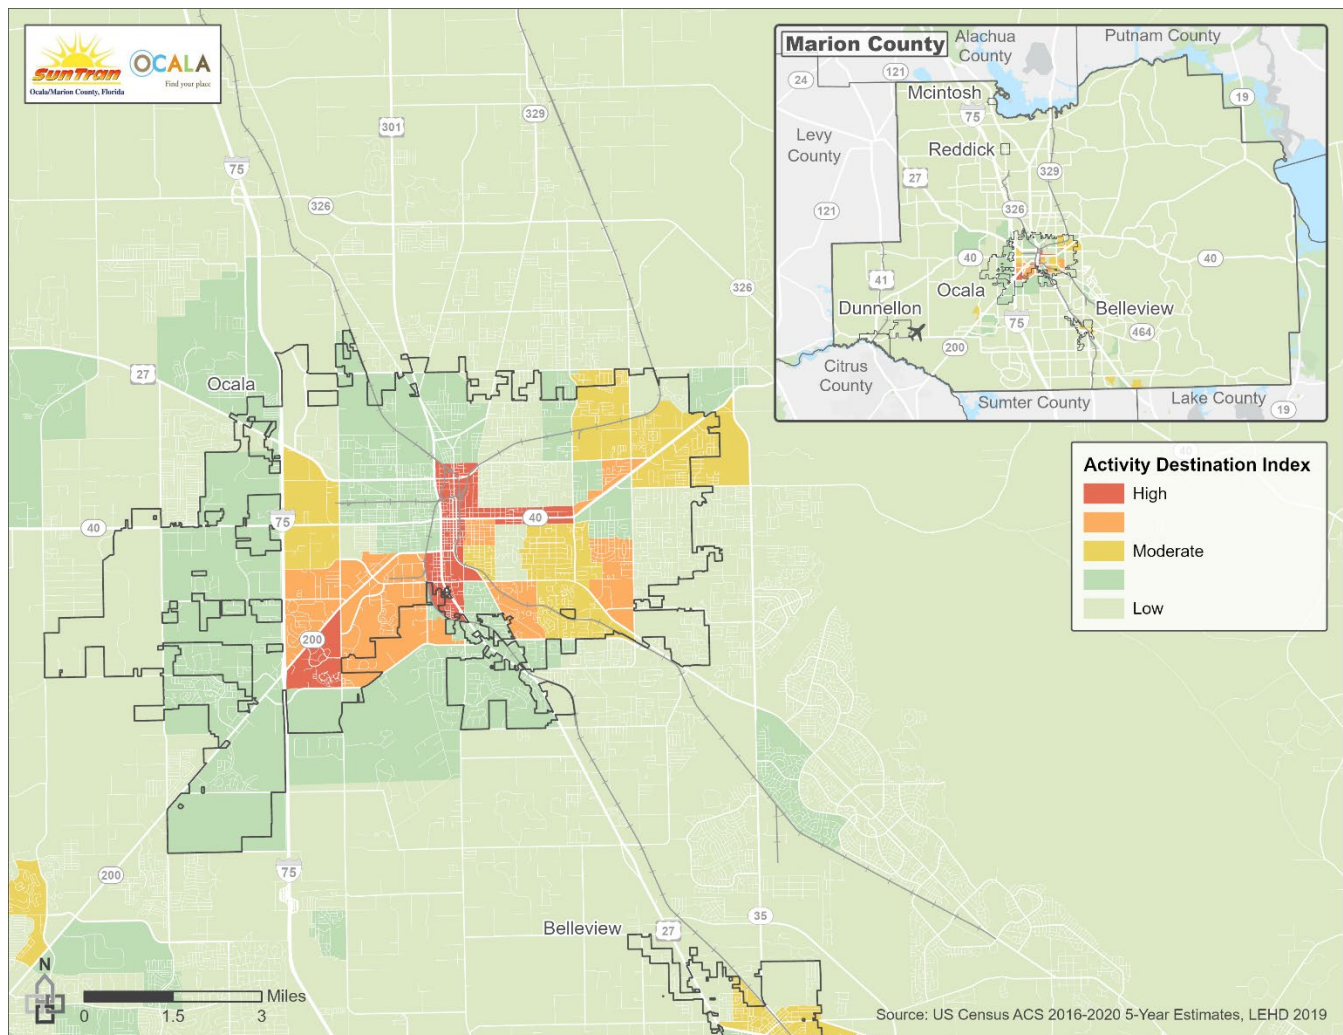 SunTran
Ocala/Marion County, Florida
OCALA
Find your place
Marion County
Alachua
County
Putnam County
24
121
Mcintosh
75
19
Levy
County
Reddick
329
27
121
326
40
40
41
Ocala
Dunnellon
Belleview
75
464
200
Citrus
County
Sumter County
Lake County
19
329
301
75
326
326
27
Ocala
Activity Destination Index
High
Moderate
Low
40
75
40
40
200
200
75
Belleview
27
35
N
Miles
0
1.5
3
Source: US Census ACS 2016-2020 5-Year Estimates, LEHD 2019